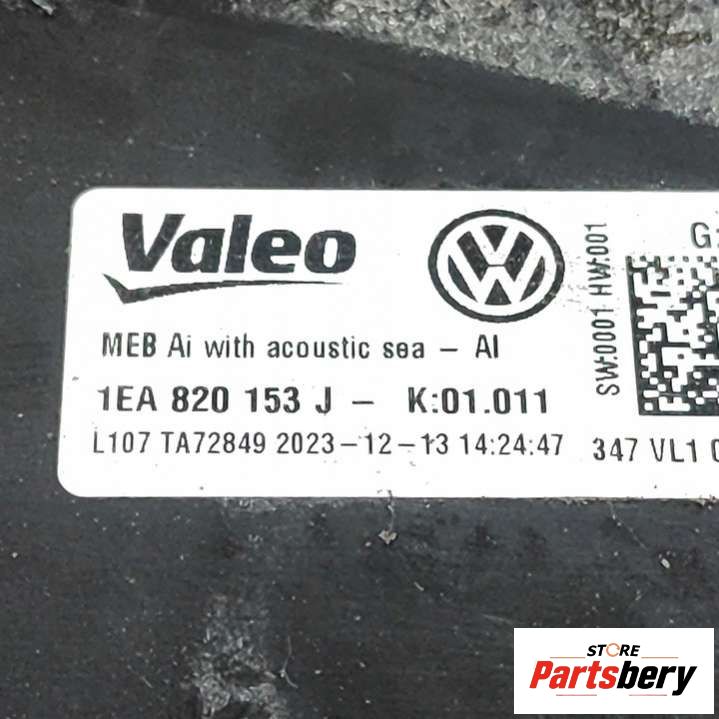 Valeo
MEB Ai with acoustic sea - AI
1EA 820 153 J - K:01.011
L107 TA72849 2023-12-13 14:24:47
347 VL1
SW:0001 HW:001
G:
STORE
Partsbery